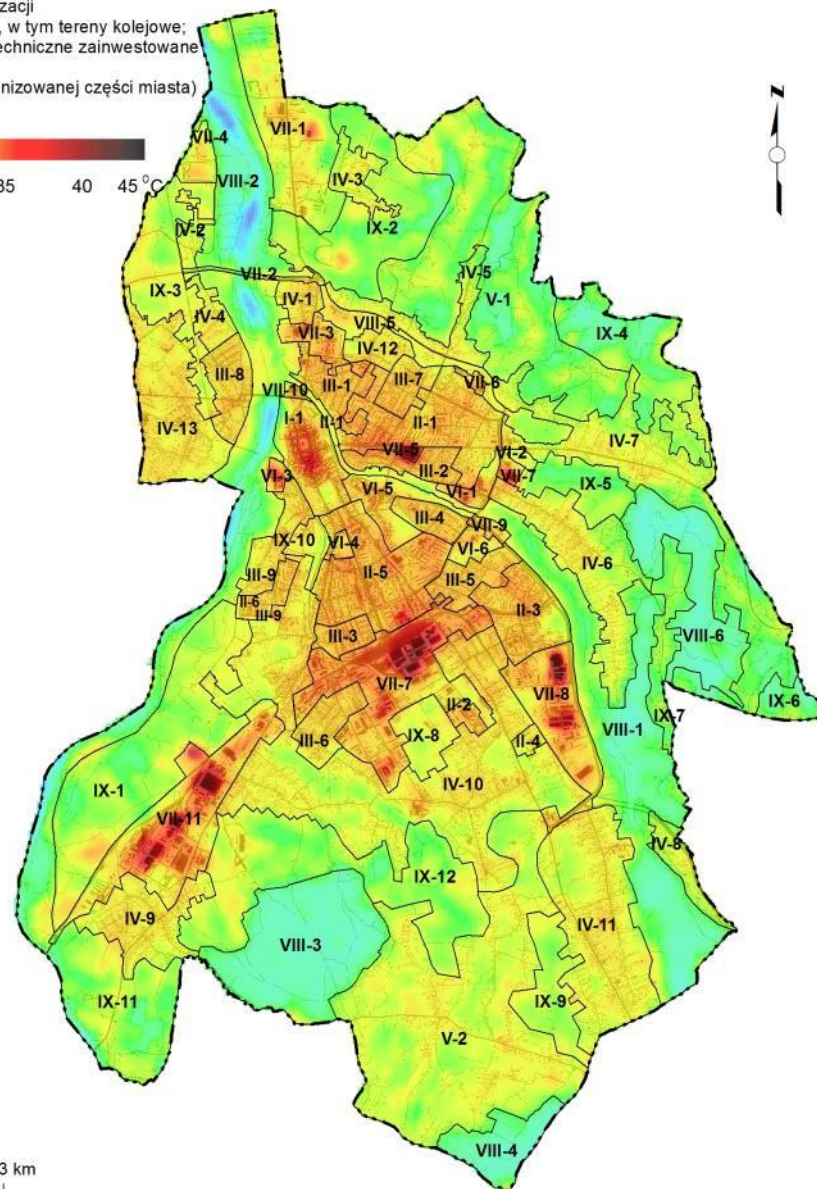 zacji
, w tym tereny kolejowe;
echniczne zainwestowane
nizowanej części miasta)
35 40 45 °C
z
VII-4
VII-1
VIII-2
IV-3
IV-2
IX-2
VII-2
IV-5
IX-3
IV-1
V-1
IV-4
VII-3
VIII-5
IX-4
IV-12
III-8
III-1
III-7
VII-6
VII-10
I-1
II-1
II-1
IV-13
IV-7
VII-5
VI-2
III-2
VII-7
VI-3
VI-5
VI-1
IX-5
III-4
VII-9
IX-10
VI-4
VI-6
IV-6
III-9
II-5
III-5
II-6
III-9
II-3
III-3
VIII-6
VII-7
VII-8
II-2
IX-6
IX-7
III-6
IX-8
II-4
VIII-1
IX-1
IV-10
VII-11
IV-8
IX-12
IV-9
IV-11
VIII-3
IX-11
IX-9
V-2
VIII-4
3 km